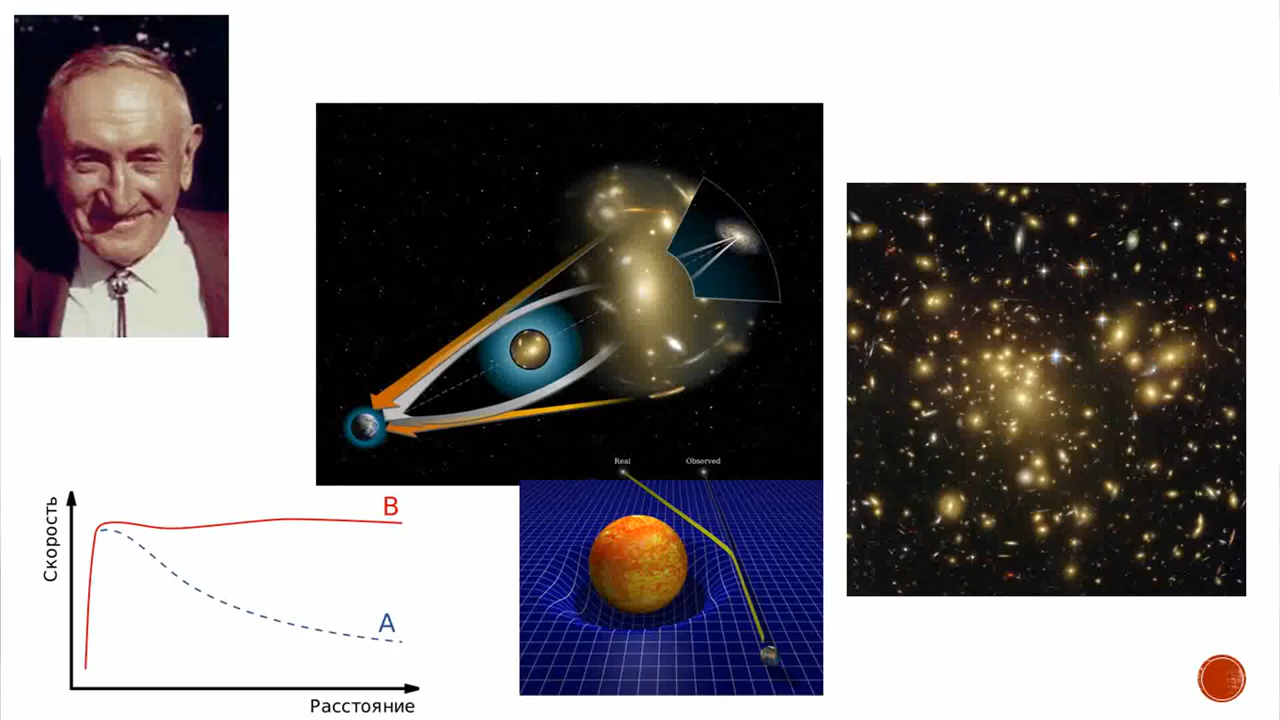 Real Observed
Скорость
B
A
Расстояние